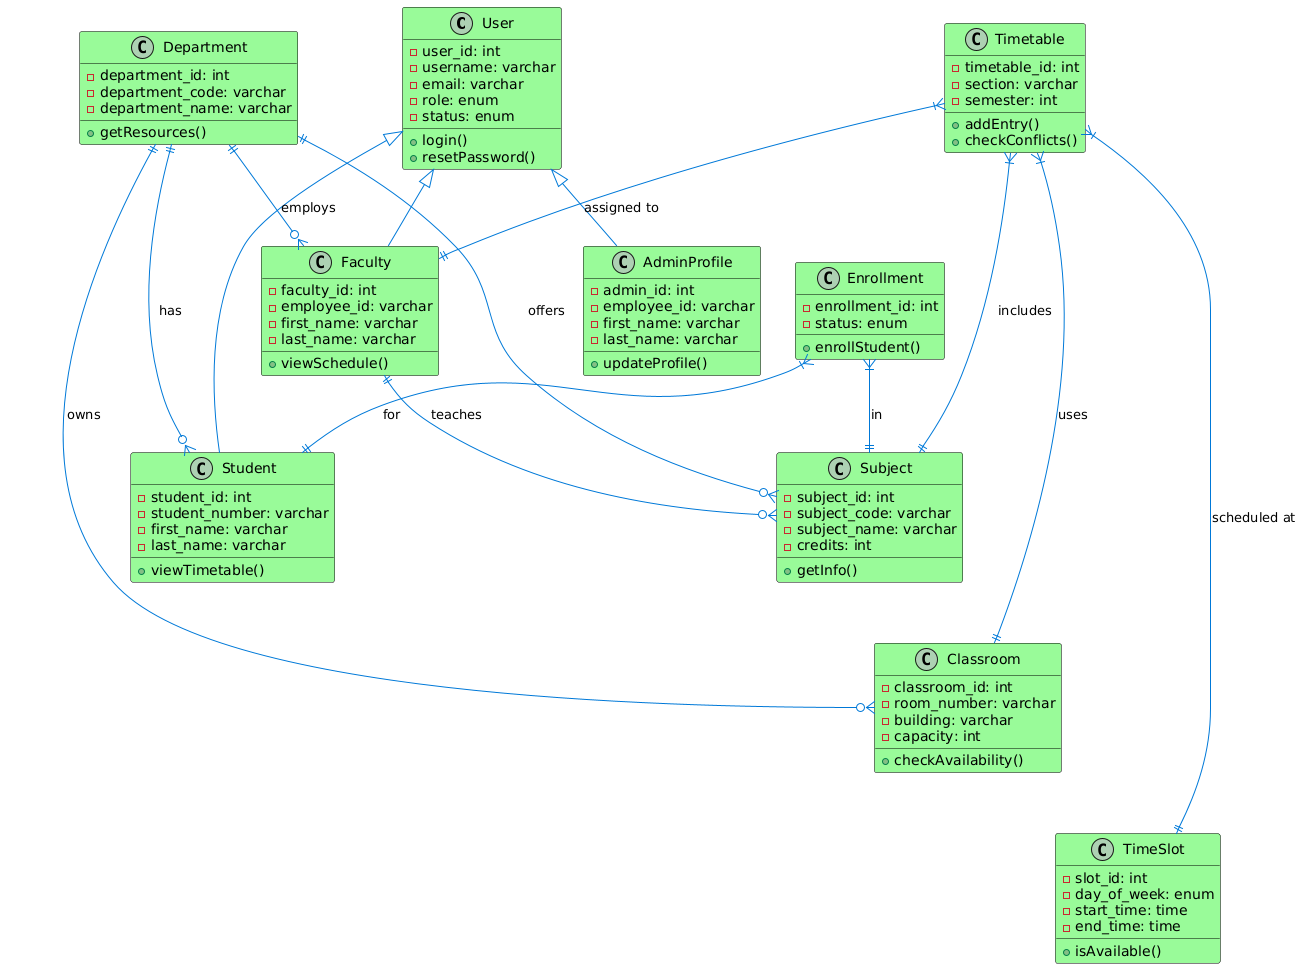 C Department
department_id: int
department_code: varchar
department_name: varchar
getResources()
C User
user_id: int
username: varchar
email: varchar
role: enum
status: enum
login()
resetPassword()
C Timetable
timetable_id: int
section: varchar
semester: int
addEntry()
checkConflicts()
employs
assigned to
C Faculty
faculty_id: int
employee_id: varchar
first_name: varchar
last_name: varchar
viewSchedule()
C AdminProfile
admin_id: int
employee_id: varchar
first_name: varchar
last_name: varchar
updateProfile()
C Enrollment
enrollment_id: int
status: enum
enrollStudent()
has
offers
includes
owns
for
teaches
in
uses
C Student
student_id: int
student_number: varchar
first_name: varchar
last_name: varchar
viewTimetable()
C Subject
subject_id: int
subject_code: varchar
subject_name: varchar
credits: int
getInfo()
scheduled at
C Classroom
classroom_id: int
room_number: varchar
building: varchar
capacity: int
checkAvailability()
C TimeSlot
slot_id: int
day_of_week: enum
start_time: time
end_time: time
isAvailable()